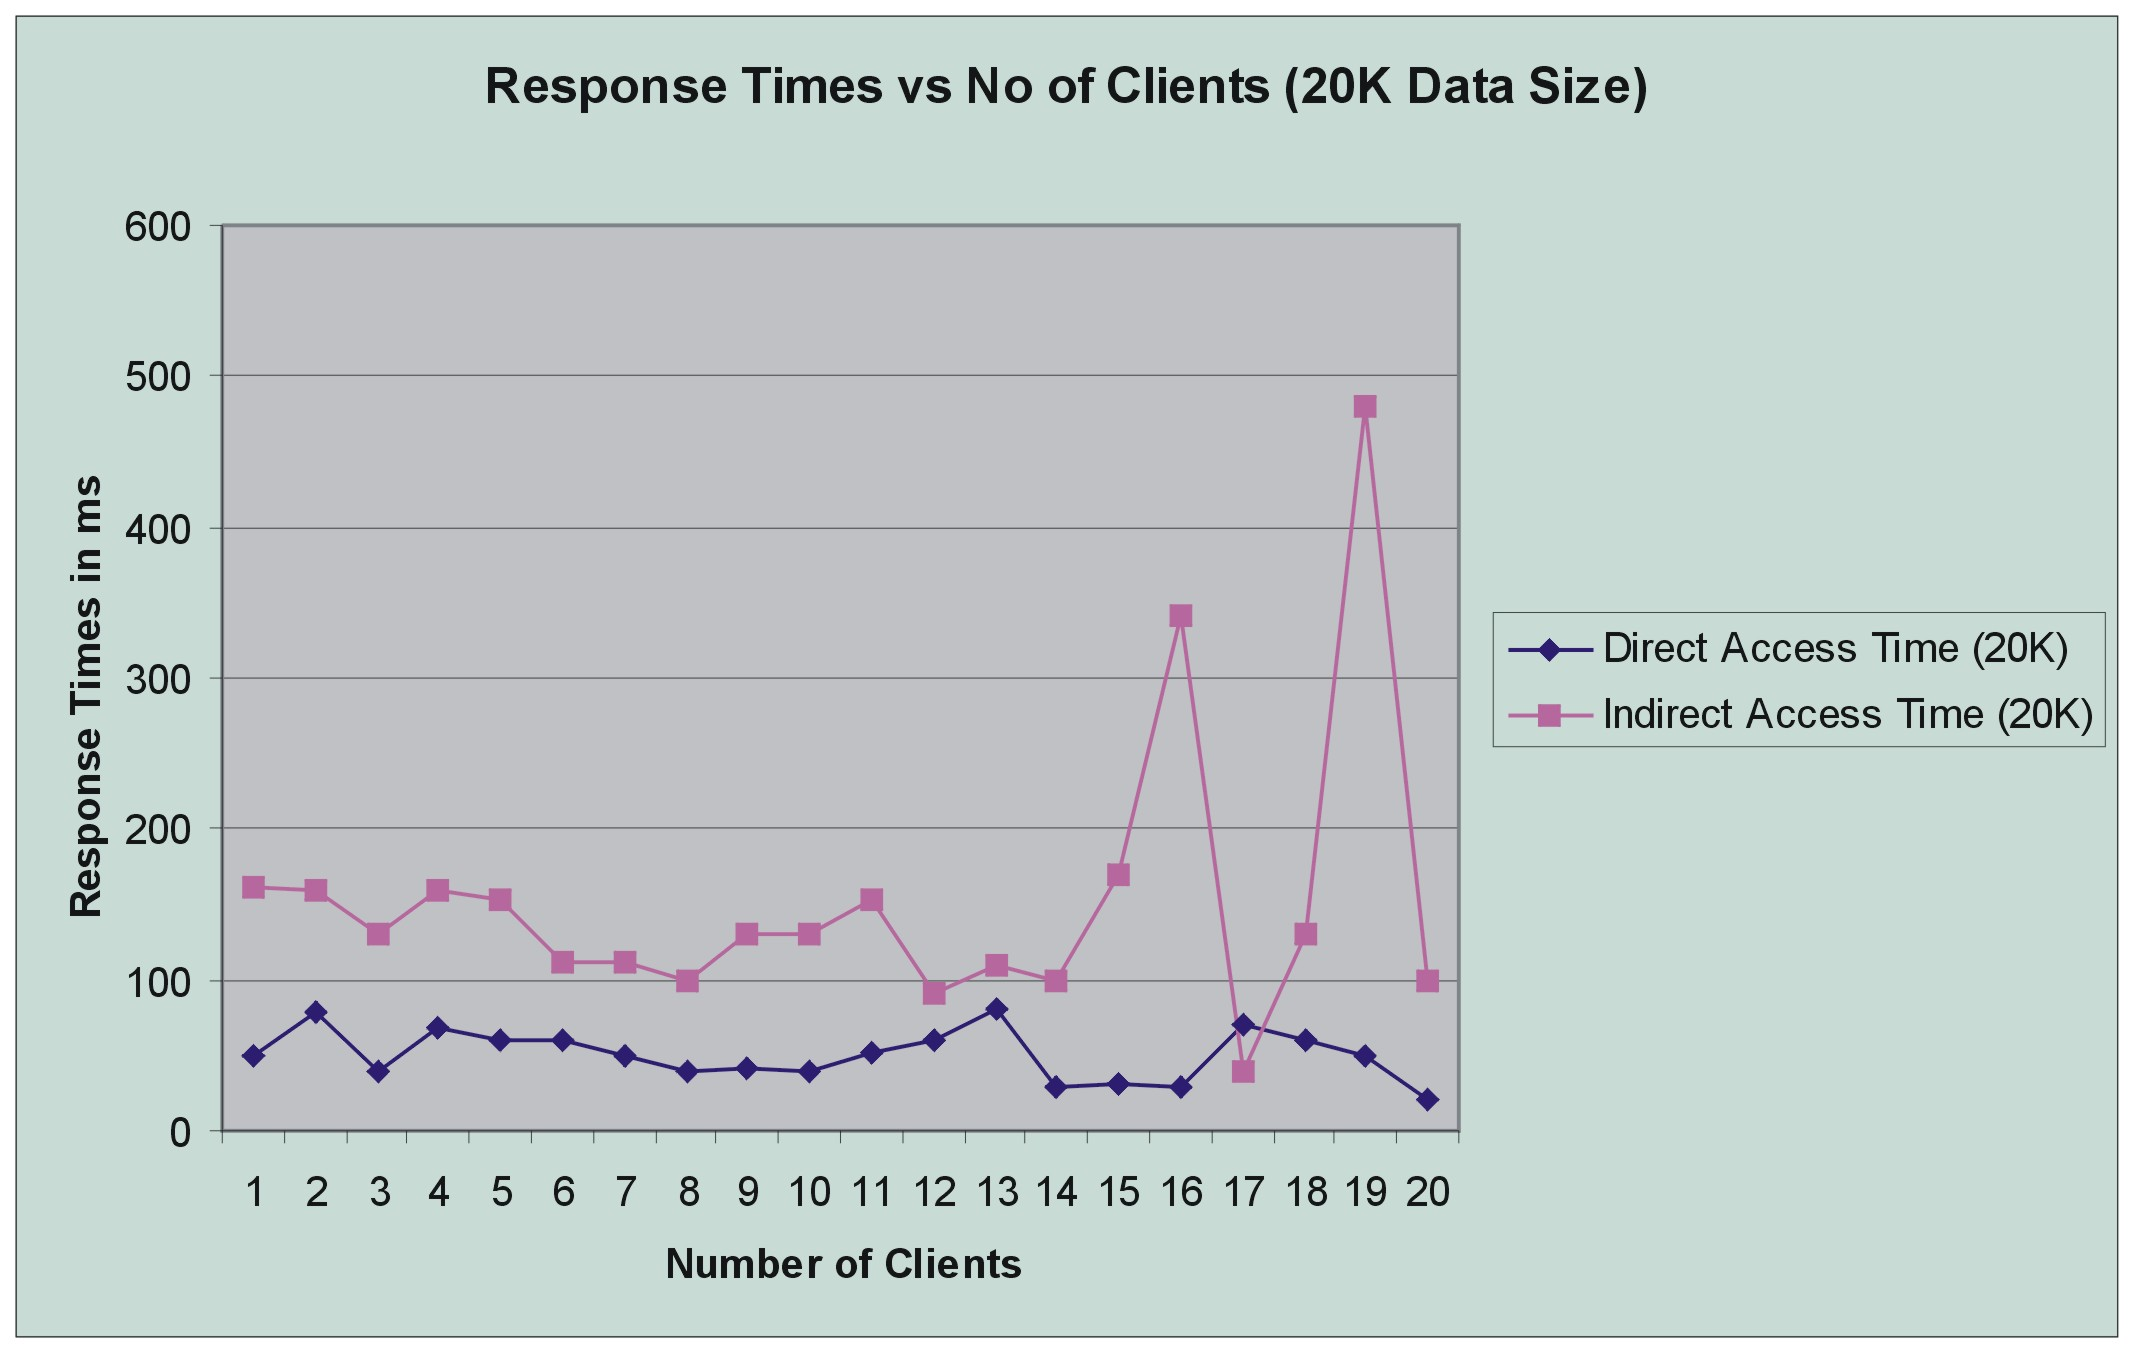 Response Times vs No of Clients (20K Data Size)
600
500
400
300
200
100
0
Response Times in ms
1 2 3 4 5 6 7 8 9 10 11 12 13 14 15 16 17 18 19 20
Number of Clients
Direct Access Time (20K)
Indirect Access Time (20K)